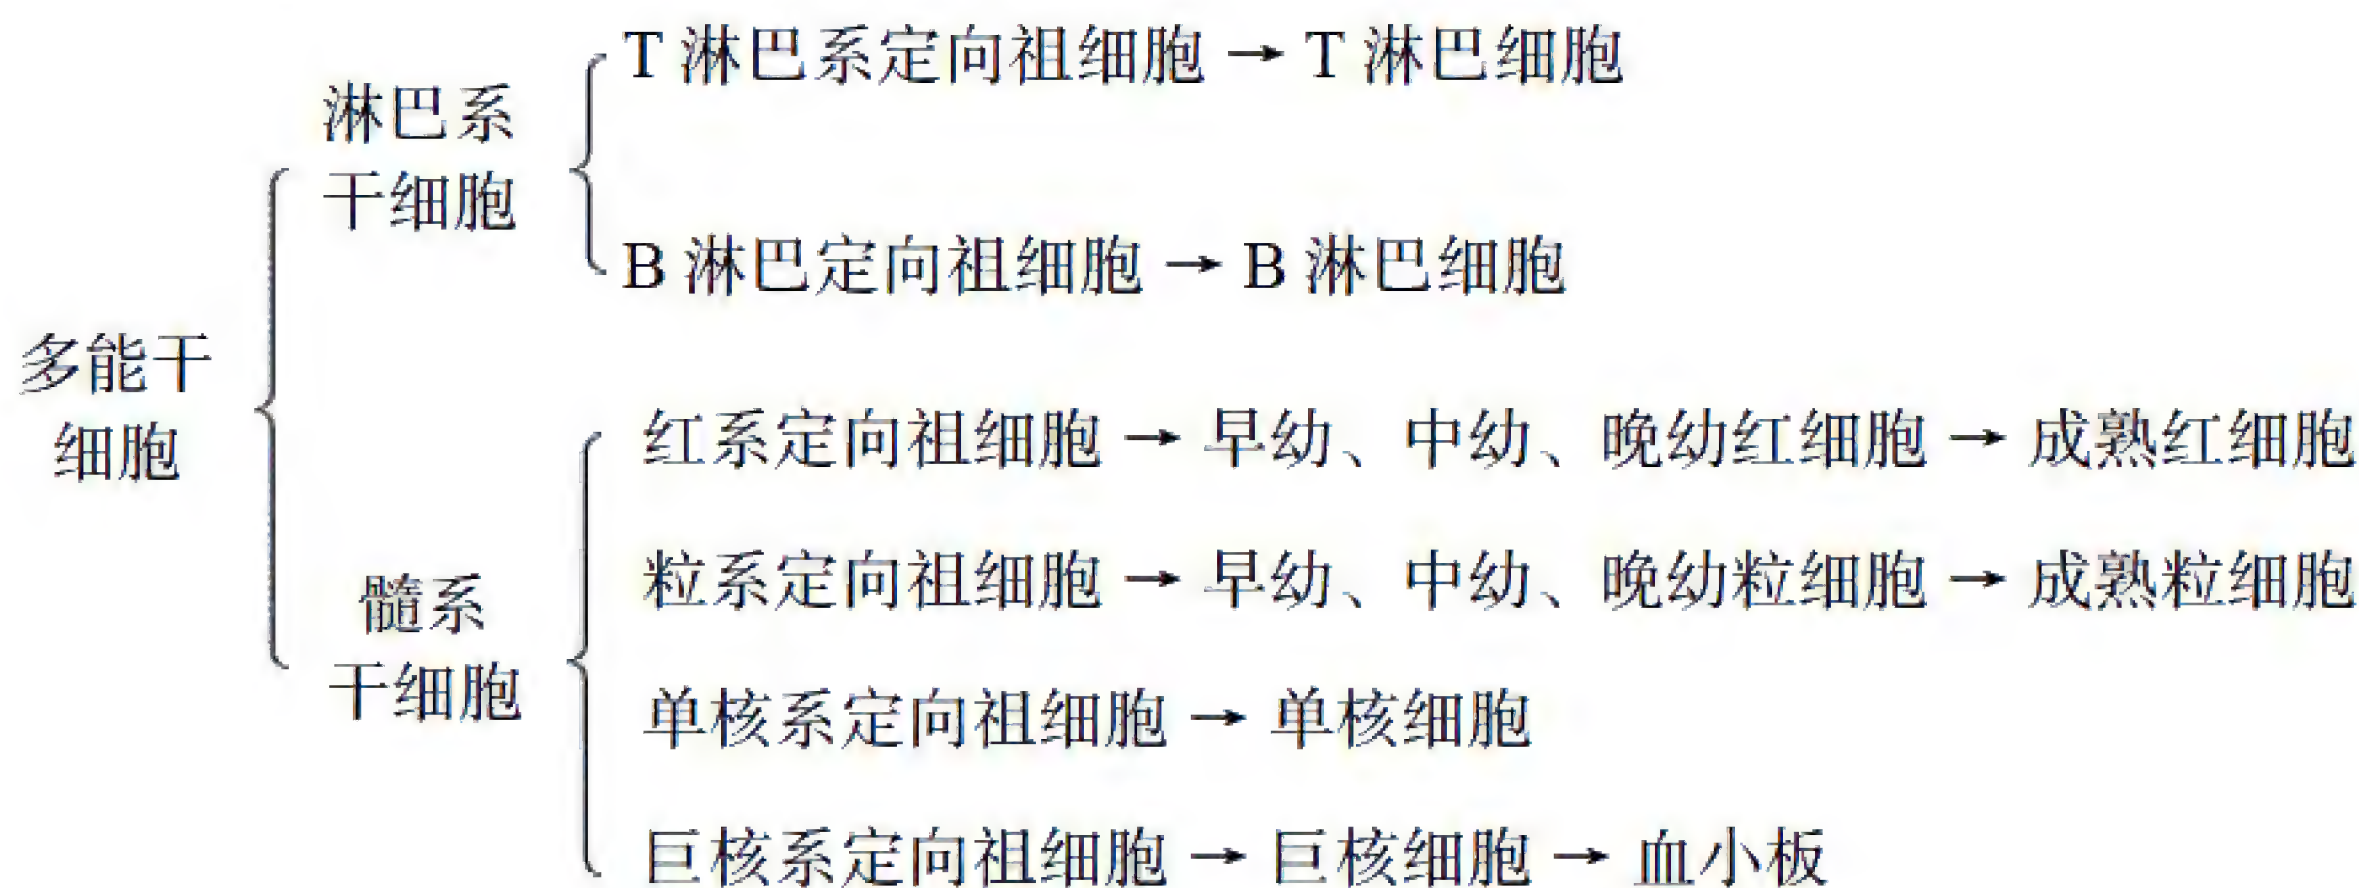 多能干
细胞
淋巴系
干细胞
T 淋巴系定向祖细胞 → T 淋巴细胞
B 淋巴定向祖细胞 → B 淋巴细胞
髓系
干细胞
红系定向祖细胞 → 早幼、中幼、晚幼红细胞 → 成熟红细胞
粒系定向祖细胞 → 早幼、中幼、晚幼粒细胞 → 成熟粒细胞
单核系定向祖细胞 → 单核细胞
巨核系定向祖细胞 → 巨核细胞 → 血小板